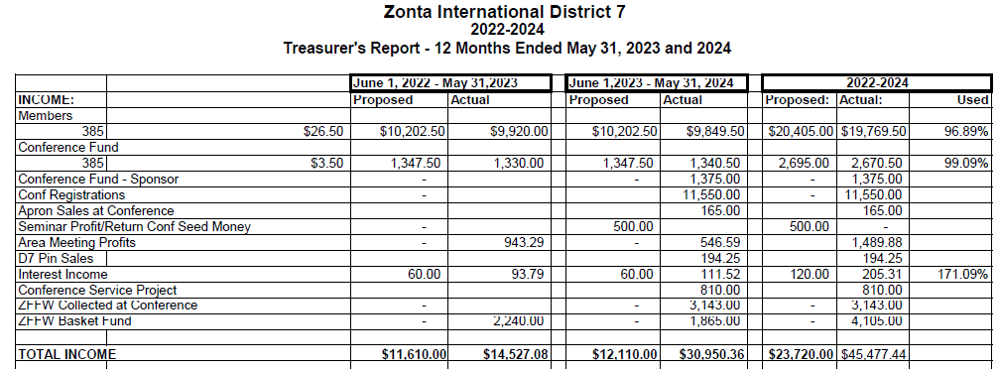 Zonta International District 7
2022-2024
Treasurer's Report - 12 Months Ended May 31, 2023 and 2024
June 1, 2022 - May 31,2023 June 1,2023 - May 31, 2024 2022-2024
INCOME: Proposed Actual Proposed Actual Proposed: Actual: Used
Members
385 $26.50 $10,202.50 $9,920.00 $10,202.50 $9,849.50 $20,405.00 $19,769.50 96.89%
Conference Fund
385 $3.50 1,347.50 1,330.00 1,347.50 1,340.50 2,695.00 2,670.50 99.09%
Conference Fund - Sponsor - - 1,375.00 - 1,375.00
Conf Registrations - 11,550.00 - 11,550.00
Apron Sales at Conference 165.00 165.00
Seminar Profit/Return Conf Seed Money - 500.00 500.00 -
Area Meeting Profits - 943.29 - 546.59 1,489.88
D7 Pin Sales 194.25 194.25
Interest Income 60.00 93.79 60.00 111.52 120.00 205.31 171.09%
Conference Service Project 810.00 810.00
ZFFW Collected at Conference - - 3,143.00 - 3,143.00
ZFFW Basket Fund - 2,240.00 - 1,865.00 - 4,105.00
TOTAL INCOME $11,610.00 $14,527.08 $12,110.00 $30,950.36 $23,720.00 $45,477.44